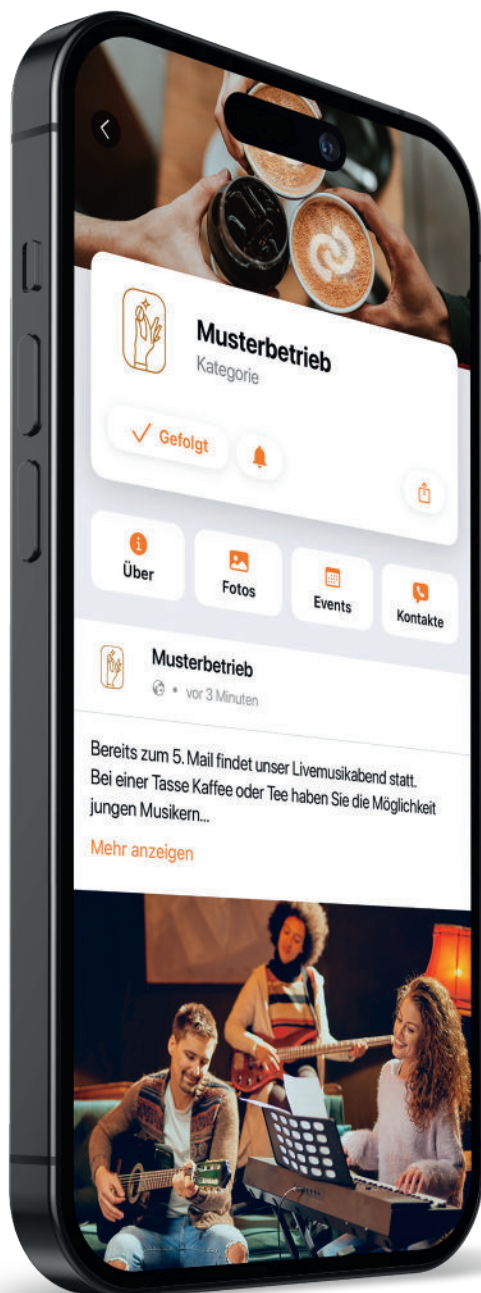 Musterbetrieb
Kategorie
Gefolgt
Über
Fotos
Events
Kontakte
Musterbetrieb
vor 3 Minuten
Bereits zum 5. Mail findet unser Livemusikabend statt.
Bei einer Tasse Kaffee oder Tee haben Sie die Möglichkeit
jungen Musikern...
Mehr anzeigen